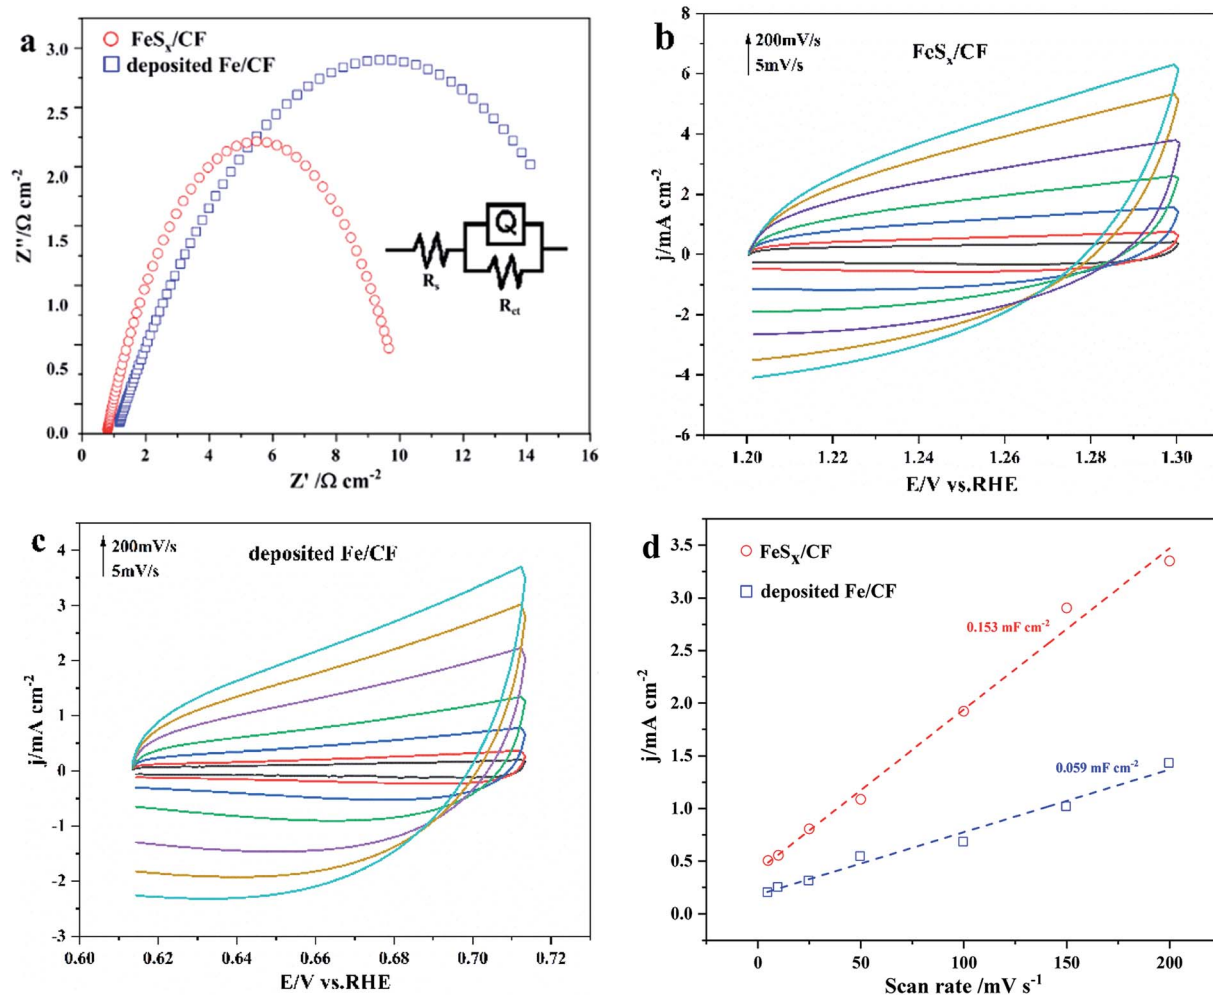 a
FeSx/CF
deposited Fe/CF
3.0
2.5
2.0
1.5
1.0
0.5
0.0
Z''/Ω cm-2
Q
Rs
Rct
0 2 4 6 8 10 12 14 16
Z' /Ω cm-2
b
200mV/s
5mV/s
FeSx/CF
8
6
4
2
0
-2
-4
-6
j/mA cm-2
1.20 1.22 1.24 1.26 1.28 1.30
E/V vs.RHE
c
200mV/s
5mV/s
deposited Fe/CF
4
3
2
1
0
-1
-2
-3
j/mA cm-2
0.60 0.62 0.64 0.66 0.68 0.70 0.72
E/V vs.RHE
d
FeSx/CF
deposited Fe/CF
0.153 mF cm-2
0.059 mF cm-2
3.5
3.0
2.5
2.0
1.5
1.0
0.5
0.0
j/mA cm-2
0 50 100 150 200
Scan rate /mV s-1